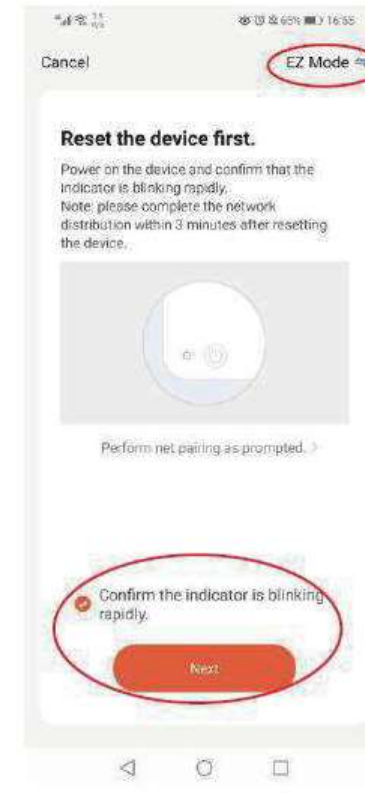 16:55
Cancel
EZ Mode
Reset the device first.
Power on the device and confirm that the
indicator is blinking rapidly.
Note: please complete the network
distribution within 3 minutes after resetting
the device.
Perform net pairing as prompted. >
Confirm the indicator is blinking
rapidly.
Next